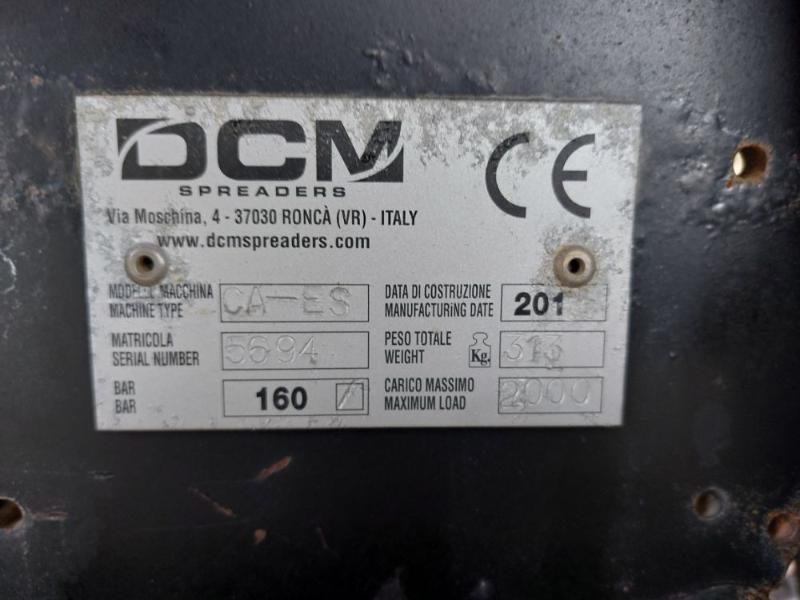 DCM
SPREADERS
CE
Via Moschina, 4 - 37030 RONCÀ (VR) - ITALY
www.dcmspreaders.com
MODELLO MACCHINA
MACHINE TYPE
CA-ES
DATA DI COSTRUZIONE
MANUFACTURING DATE
201
MATRICOLA
SERIAL NUMBER
5694
PESO TOTALE
WEIGHT
Kg
313
BAR
BAR
160
CARICO MASSIMO
MAXIMUM LOAD
2000